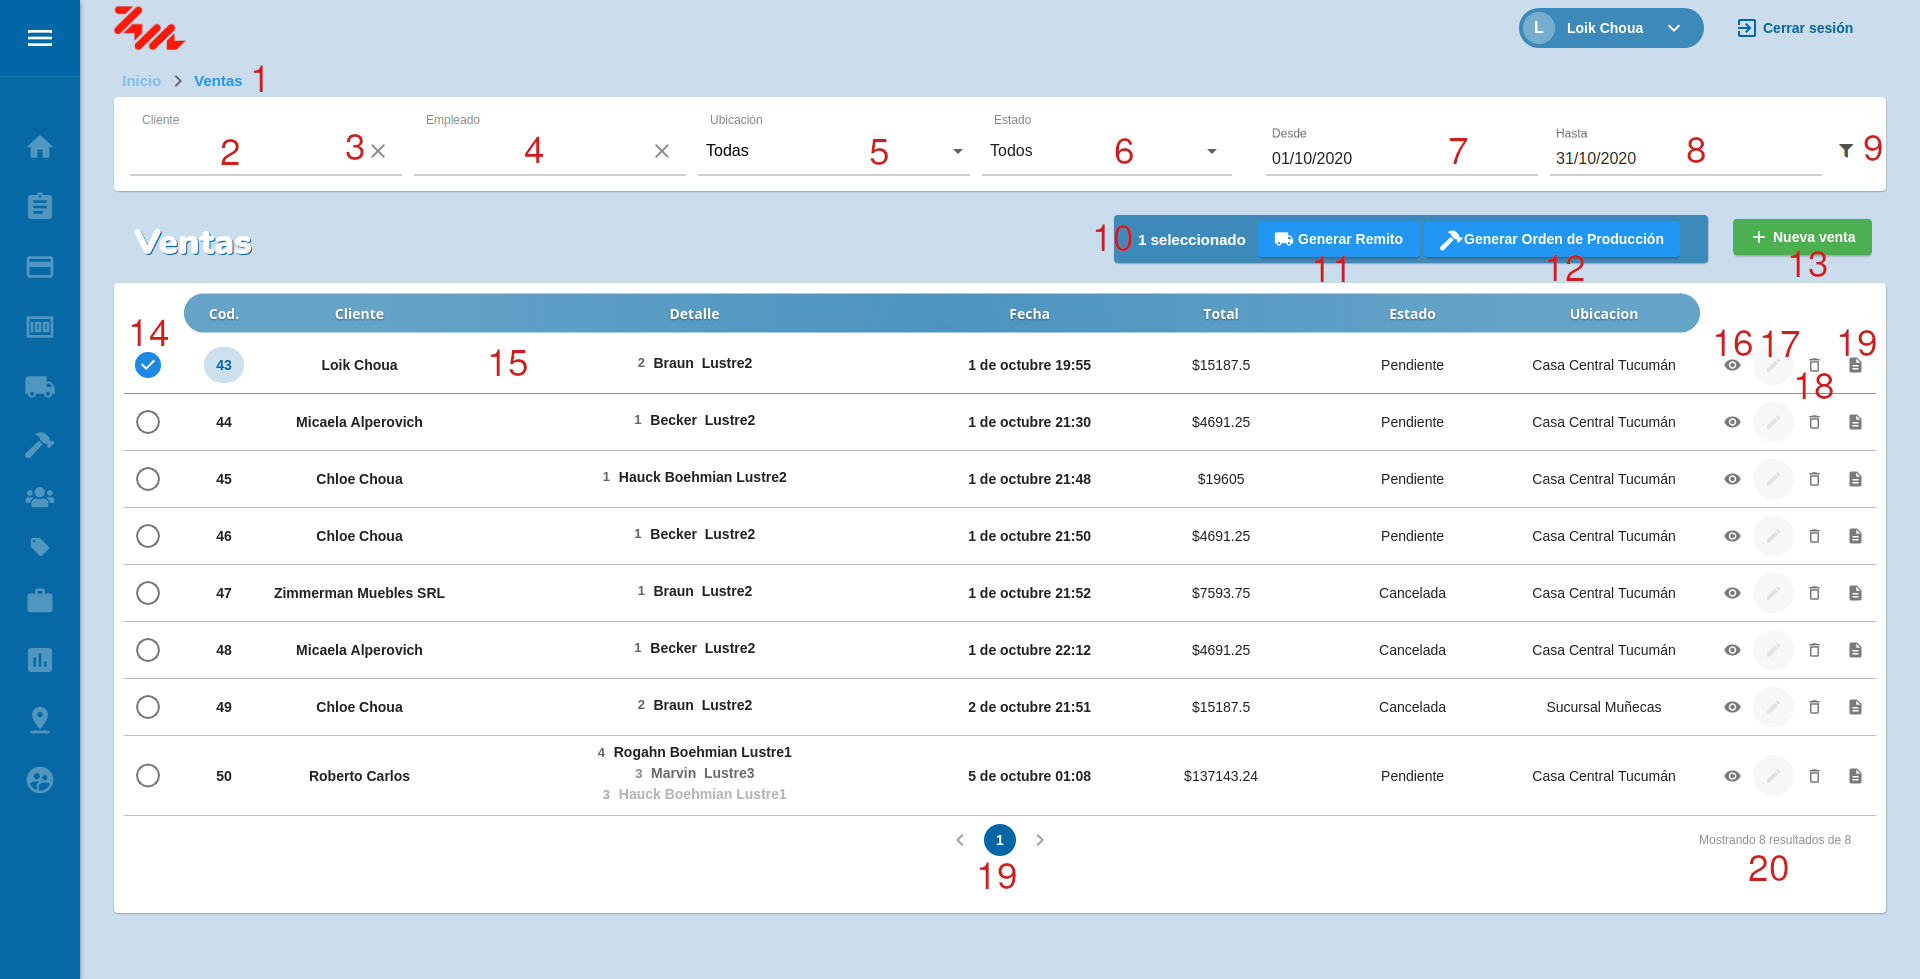 ZM
L Loik Choua
Cerrar sesión
Inicio > Ventas 1
Cliente Empleado Ubicación Estado Desde Hasta
2 3 4 Todas 5 Todos 6 01/10/2020 7 31/10/2020 8 9
Ventas
10 1 seleccionado Generar Remito Generar Orden de Producción + Nueva venta
11 12 13
Cod. Cliente Detalle Fecha Total Estado Ubicacion
14 15 16 17 18 19
43 Loik Choua 2 Braun Lustre2 1 de octubre 19:55 $15187.5 Pendiente Casa Central Tucumán
44 Micaela Alperovich 1 Becker Lustre2 1 de octubre 21:30 $4691.25 Pendiente Casa Central Tucumán
45 Chloe Choua 1 Hauck Boehmian Lustre2 1 de octubre 21:48 $19605 Pendiente Casa Central Tucumán
46 Chloe Choua 1 Becker Lustre2 1 de octubre 21:50 $4691.25 Pendiente Casa Central Tucumán
47 Zimmerman Muebles SRL 1 Braun Lustre2 1 de octubre 21:52 $7593.75 Cancelada Casa Central Tucumán
48 Micaela Alperovich 1 Becker Lustre2 1 de octubre 22:12 $4691.25 Cancelada Casa Central Tucumán
49 Chloe Choua 2 Braun Lustre2 2 de octubre 21:51 $15187.5 Cancelada Sucursal Muñecas
50 Roberto Carlos 4 Rogahn Boehmian Lustre1 5 de octubre 01:08 $137143.24 Pendiente Casa Central Tucumán
3 Marvin Lustre3
3 Hauck Boehmian Lustre1
1 Mostrando 8 resultados de 8
19 20